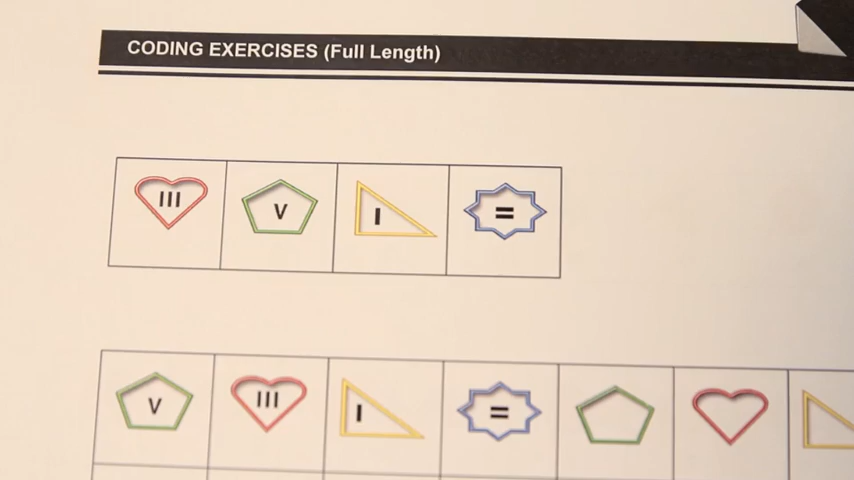 CODING EXERCISES (Full Length)
III V I =
V III I =